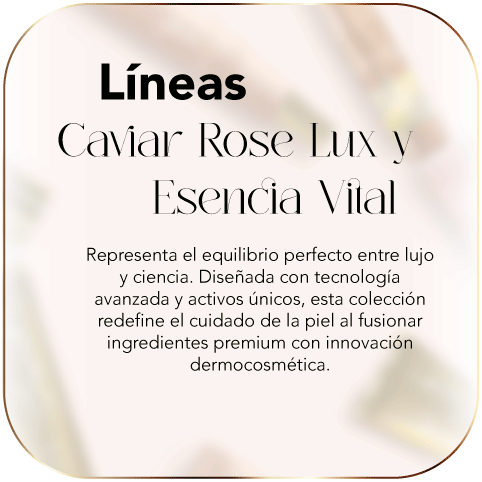 Líneas
Caviar Rose Lux y
Esencia Vital
Representa el equilibrio perfecto entre lujo
y ciencia. Diseñada con tecnología
avanzada y activos únicos, esta colección
redefine el cuidado de la piel al fusionar
ingredientes premium con innovación
dermocosmética.